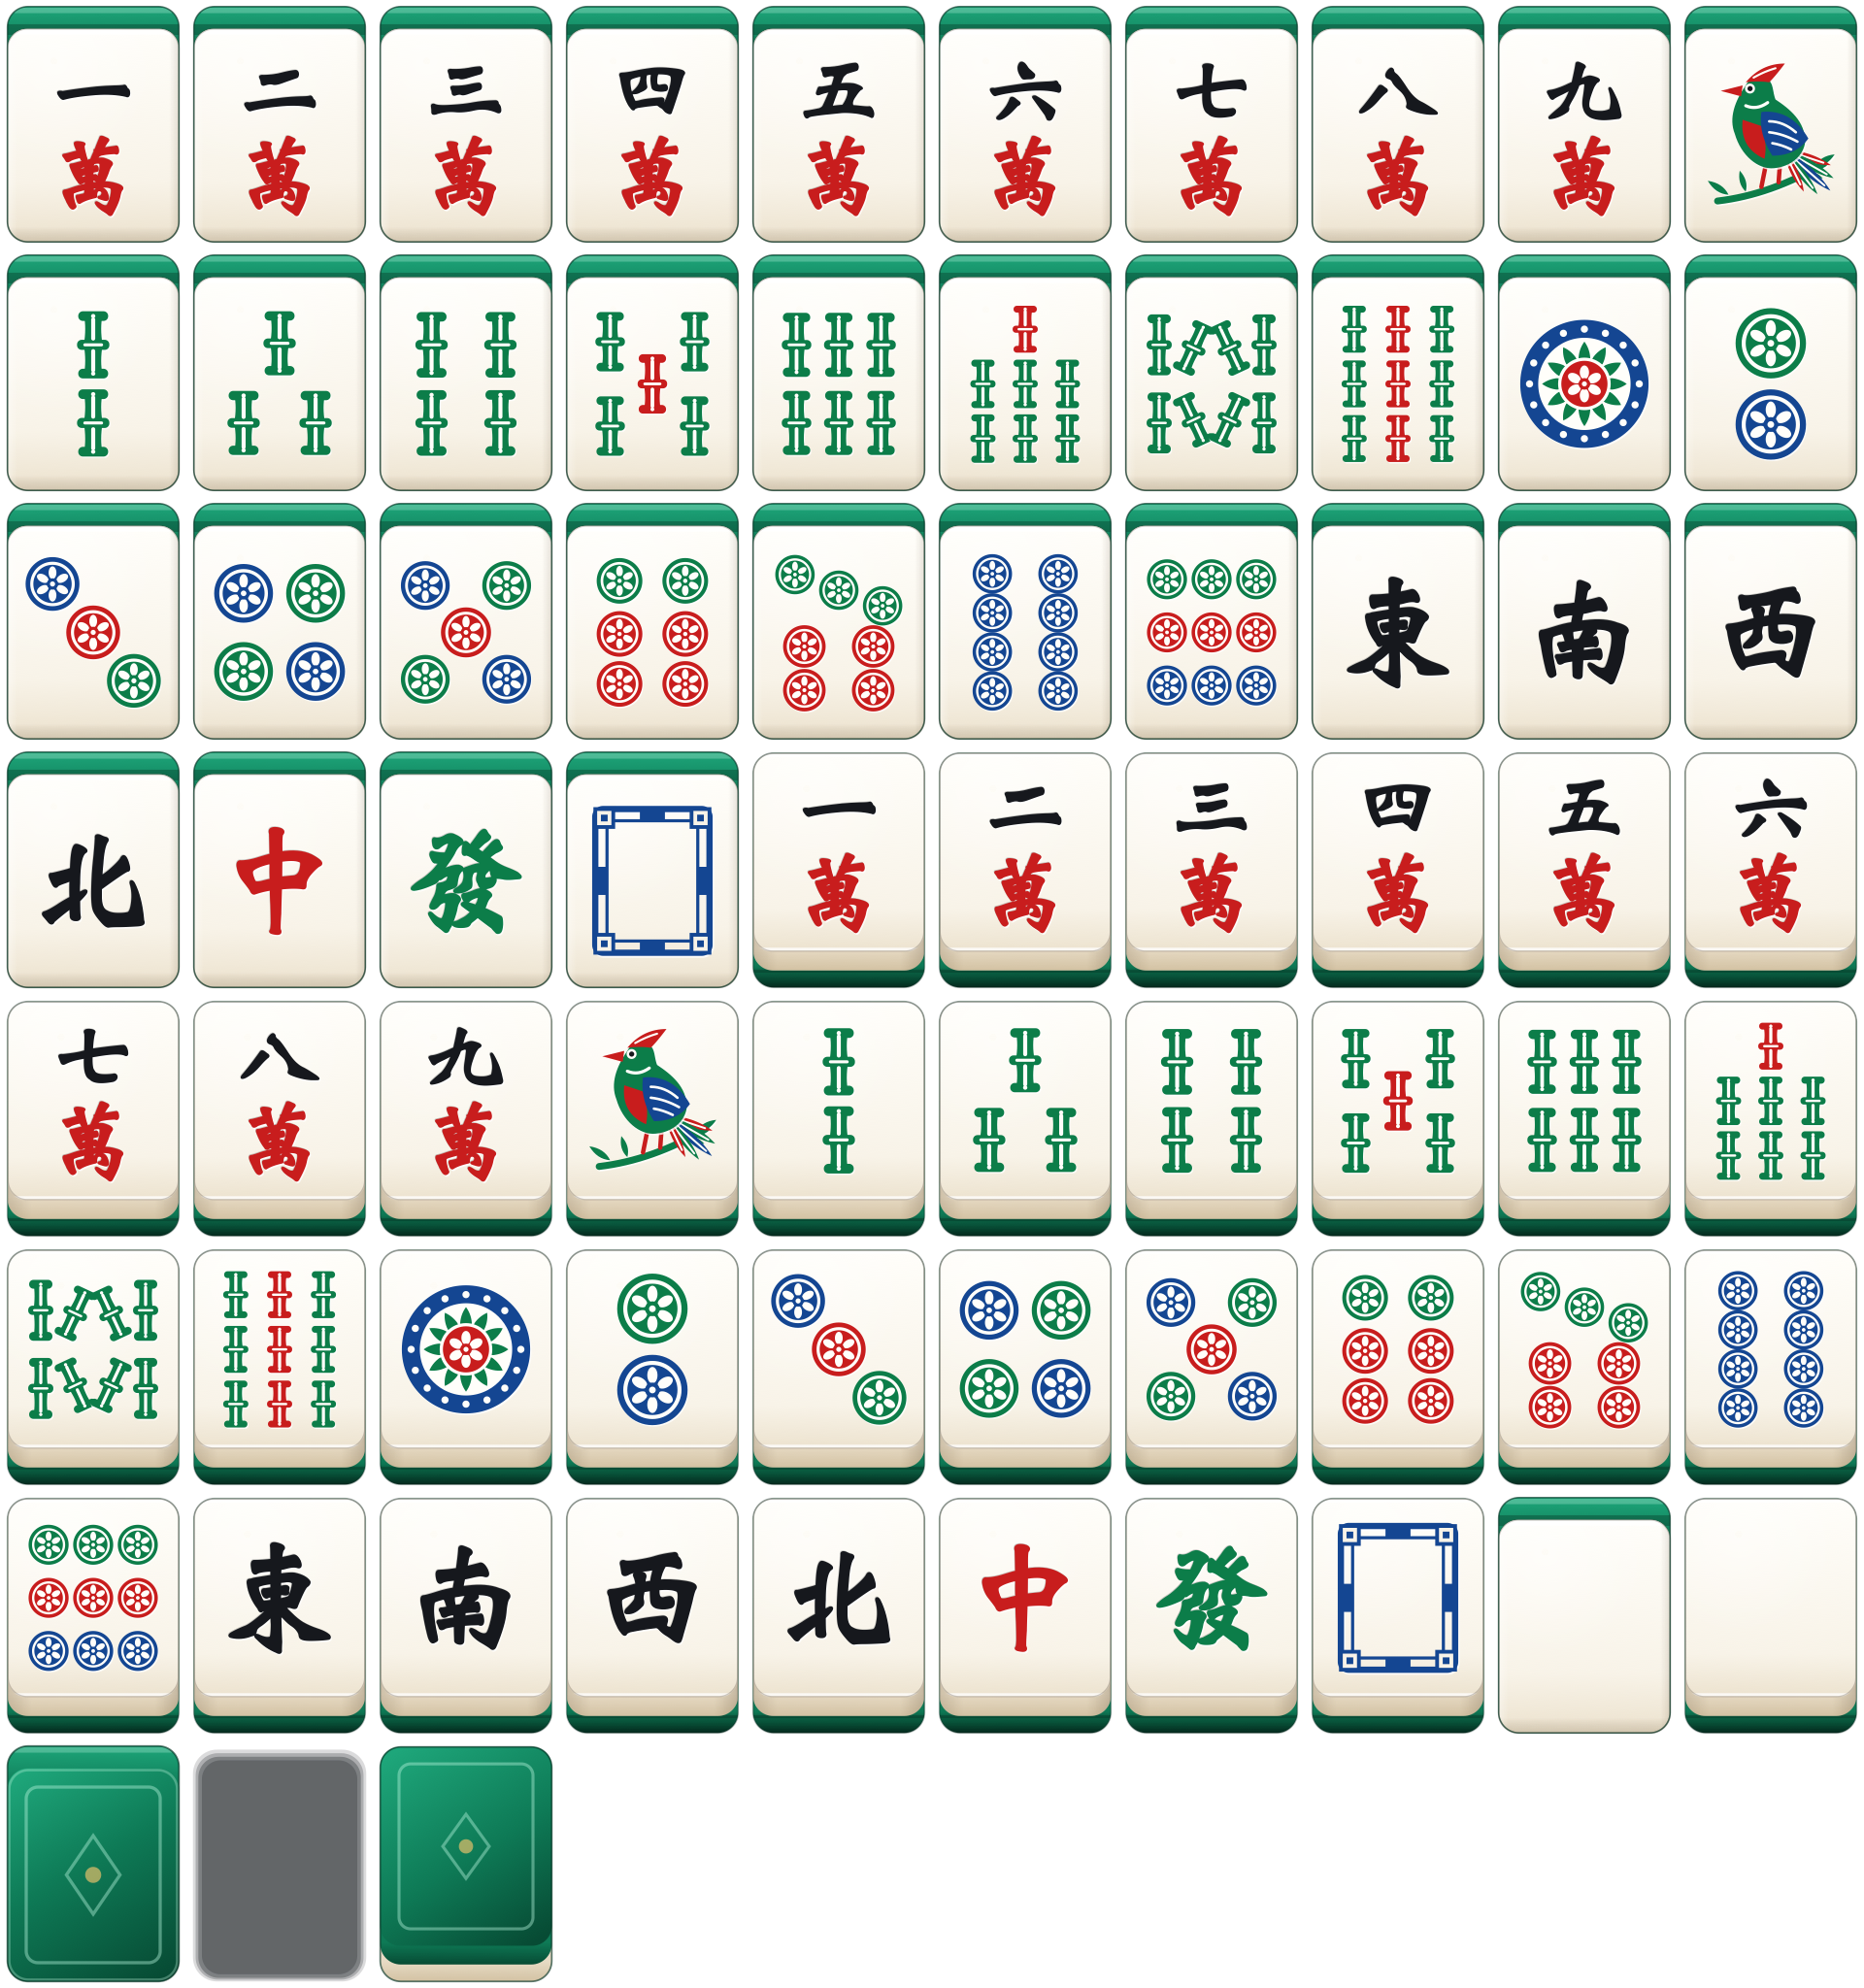 一萬 二萬 三萬 四萬 五萬 六萬 七萬 八萬 九萬
東 南 西
北 中 發 一萬 二萬 三萬 四萬 五萬 六萬
七萬 八萬 九萬
東 南 西 北 中 發